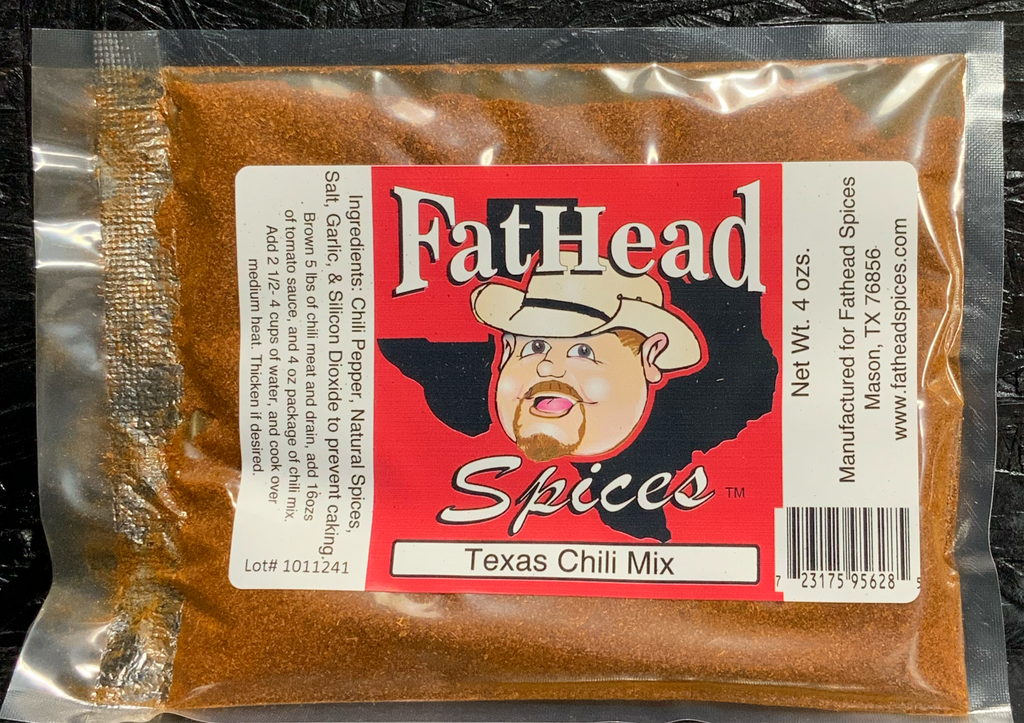 Ingredients: Chili Pepper, Natural Spices,
Salt, Garlic, & Silicon Dioxide to prevent caking.
Brown 5 lbs of chili meat and drain, add 16ozs
of tomato sauce, and 4 oz package of chili mix.
Add 2 1/2- 4 cups of water, and cook over
medium heat. Thicken if desired.
Lot# 1011241
FatHead
Spices TM
Texas Chili Mix
Net Wt. 4 ozs.
Manufactured for Fathead Spices
Mason, TX 76856
www.fatheadspices.com
7 23175 95628 5